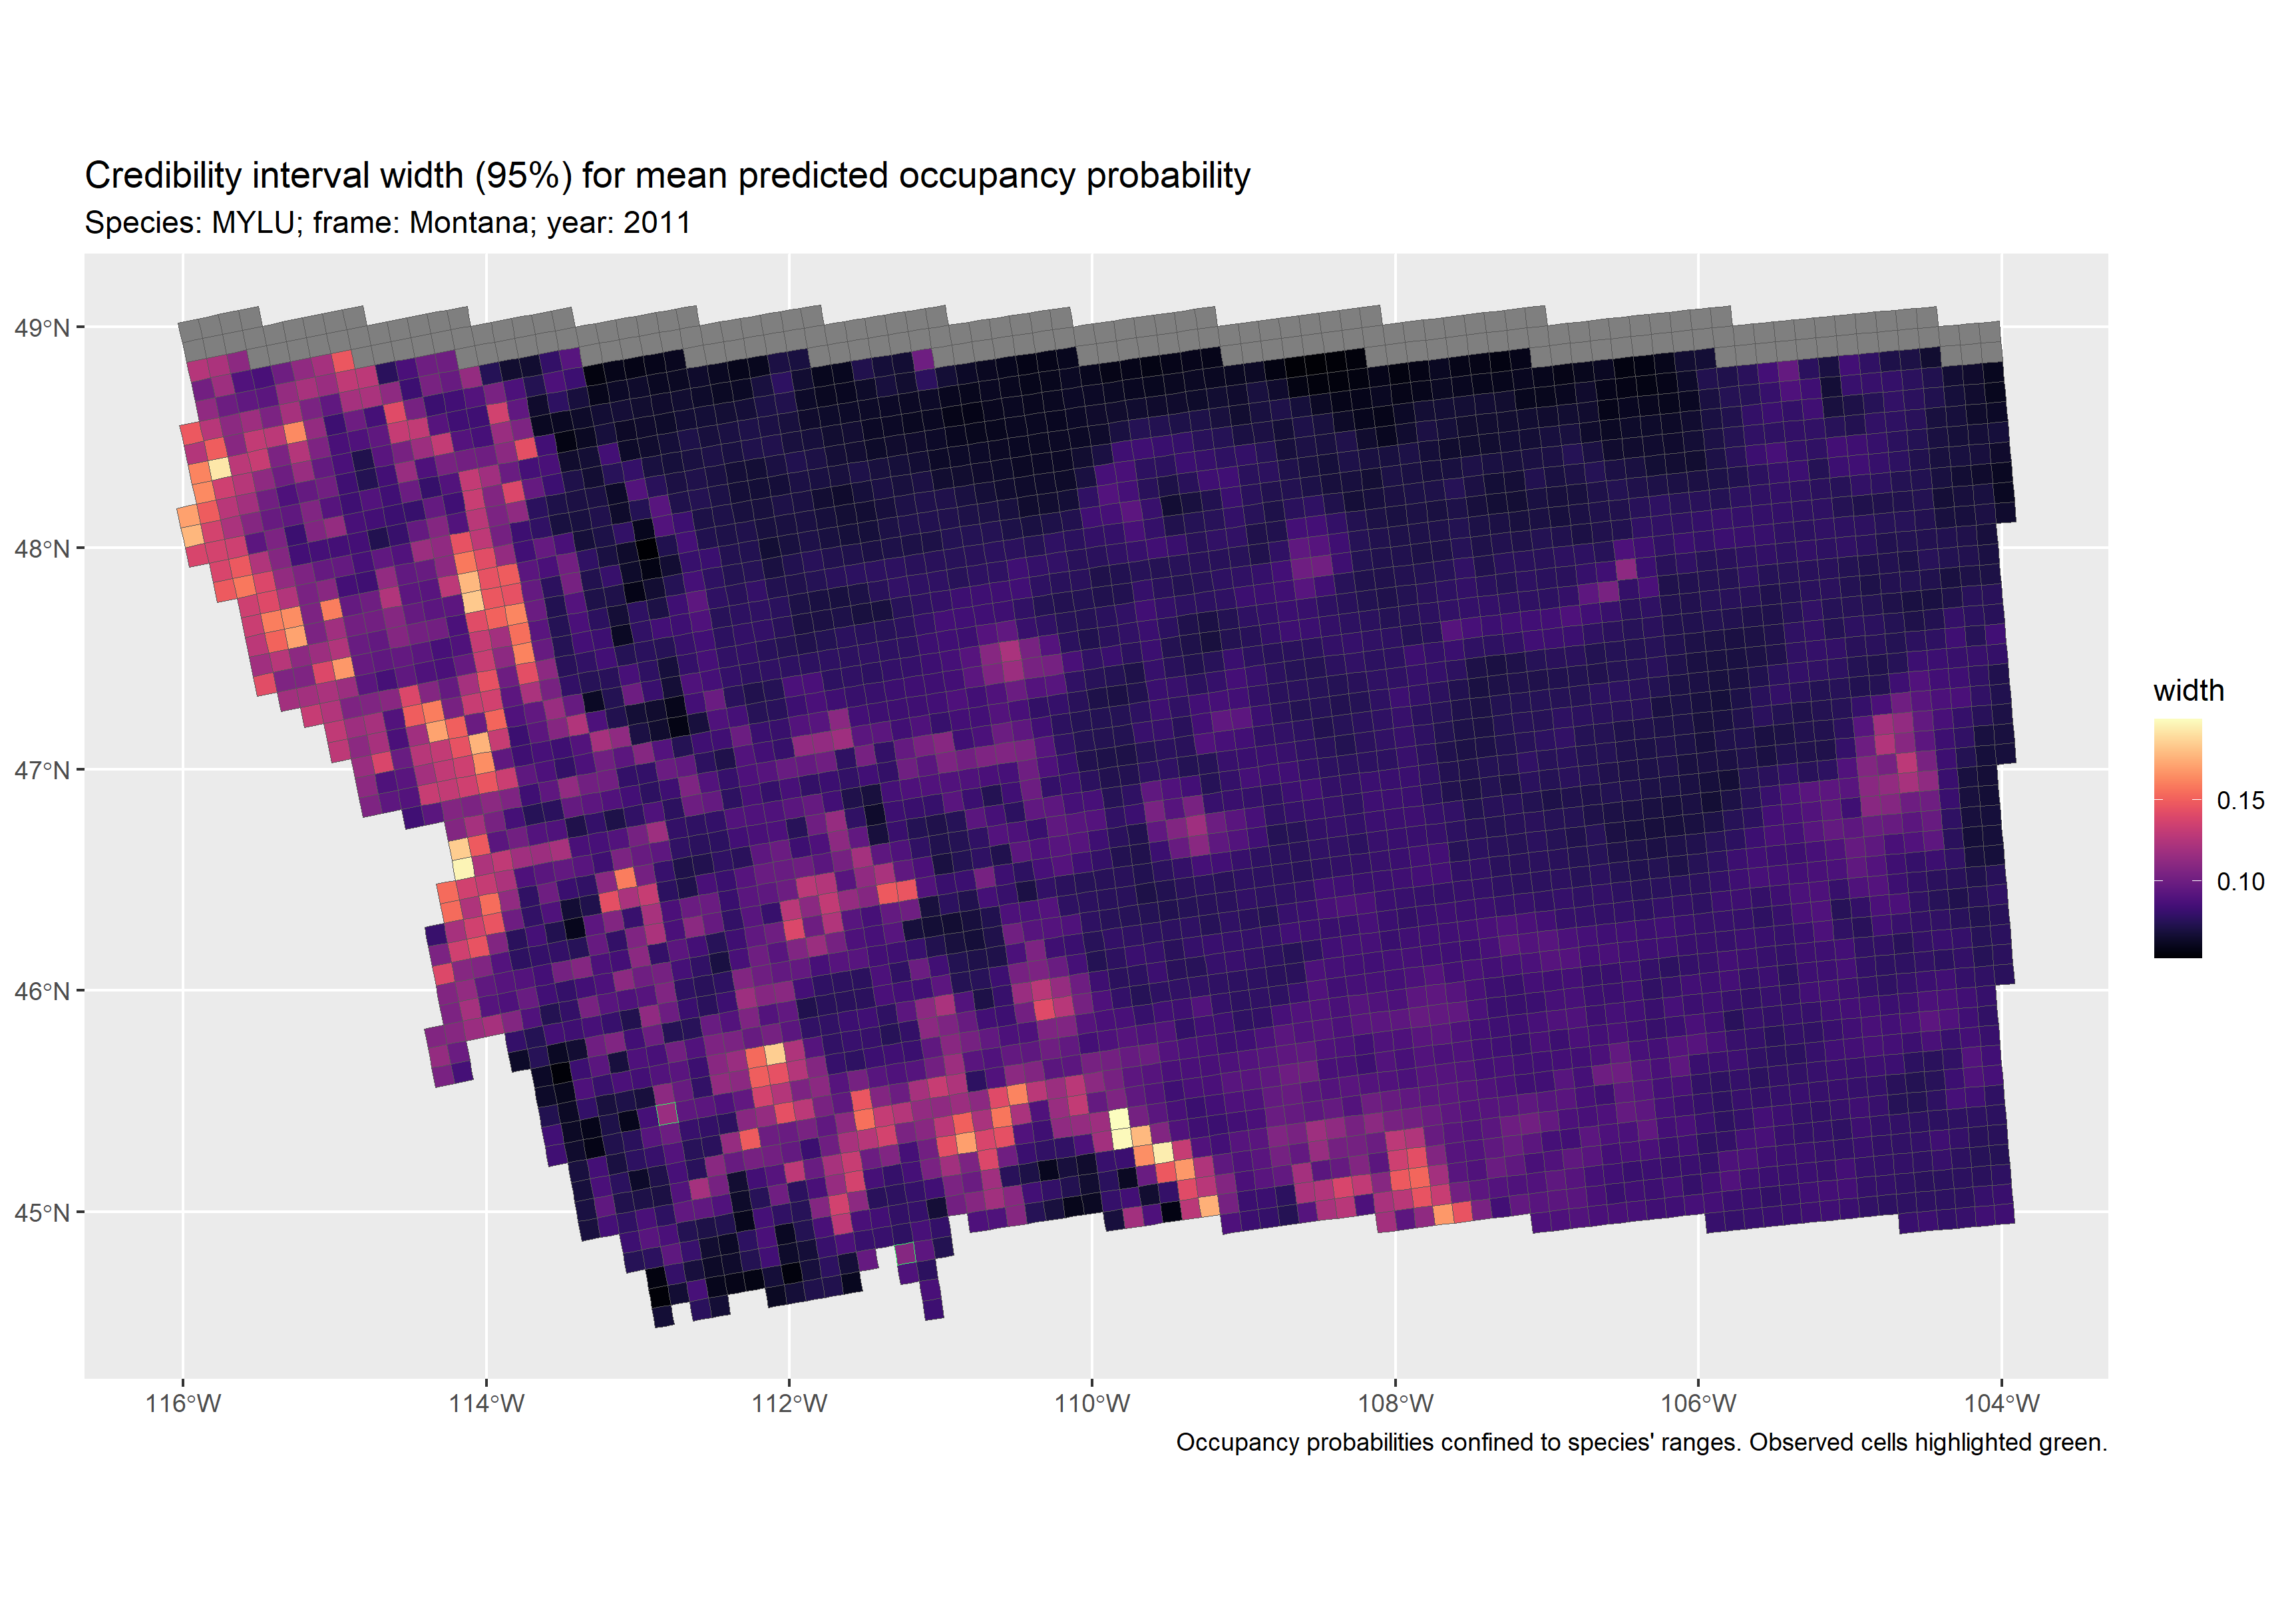 Credibility interval width (95%) for mean predicted occupancy probability
Species: MYLU; frame: Montana; year: 2011
49°N
48°N
47°N
46°N
45°N
116°W
114°W
112°W
110°W
108°W
106°W
104°W
width
0.15
0.10
Occupancy probabilities confined to species' ranges. Observed cells highlighted green.